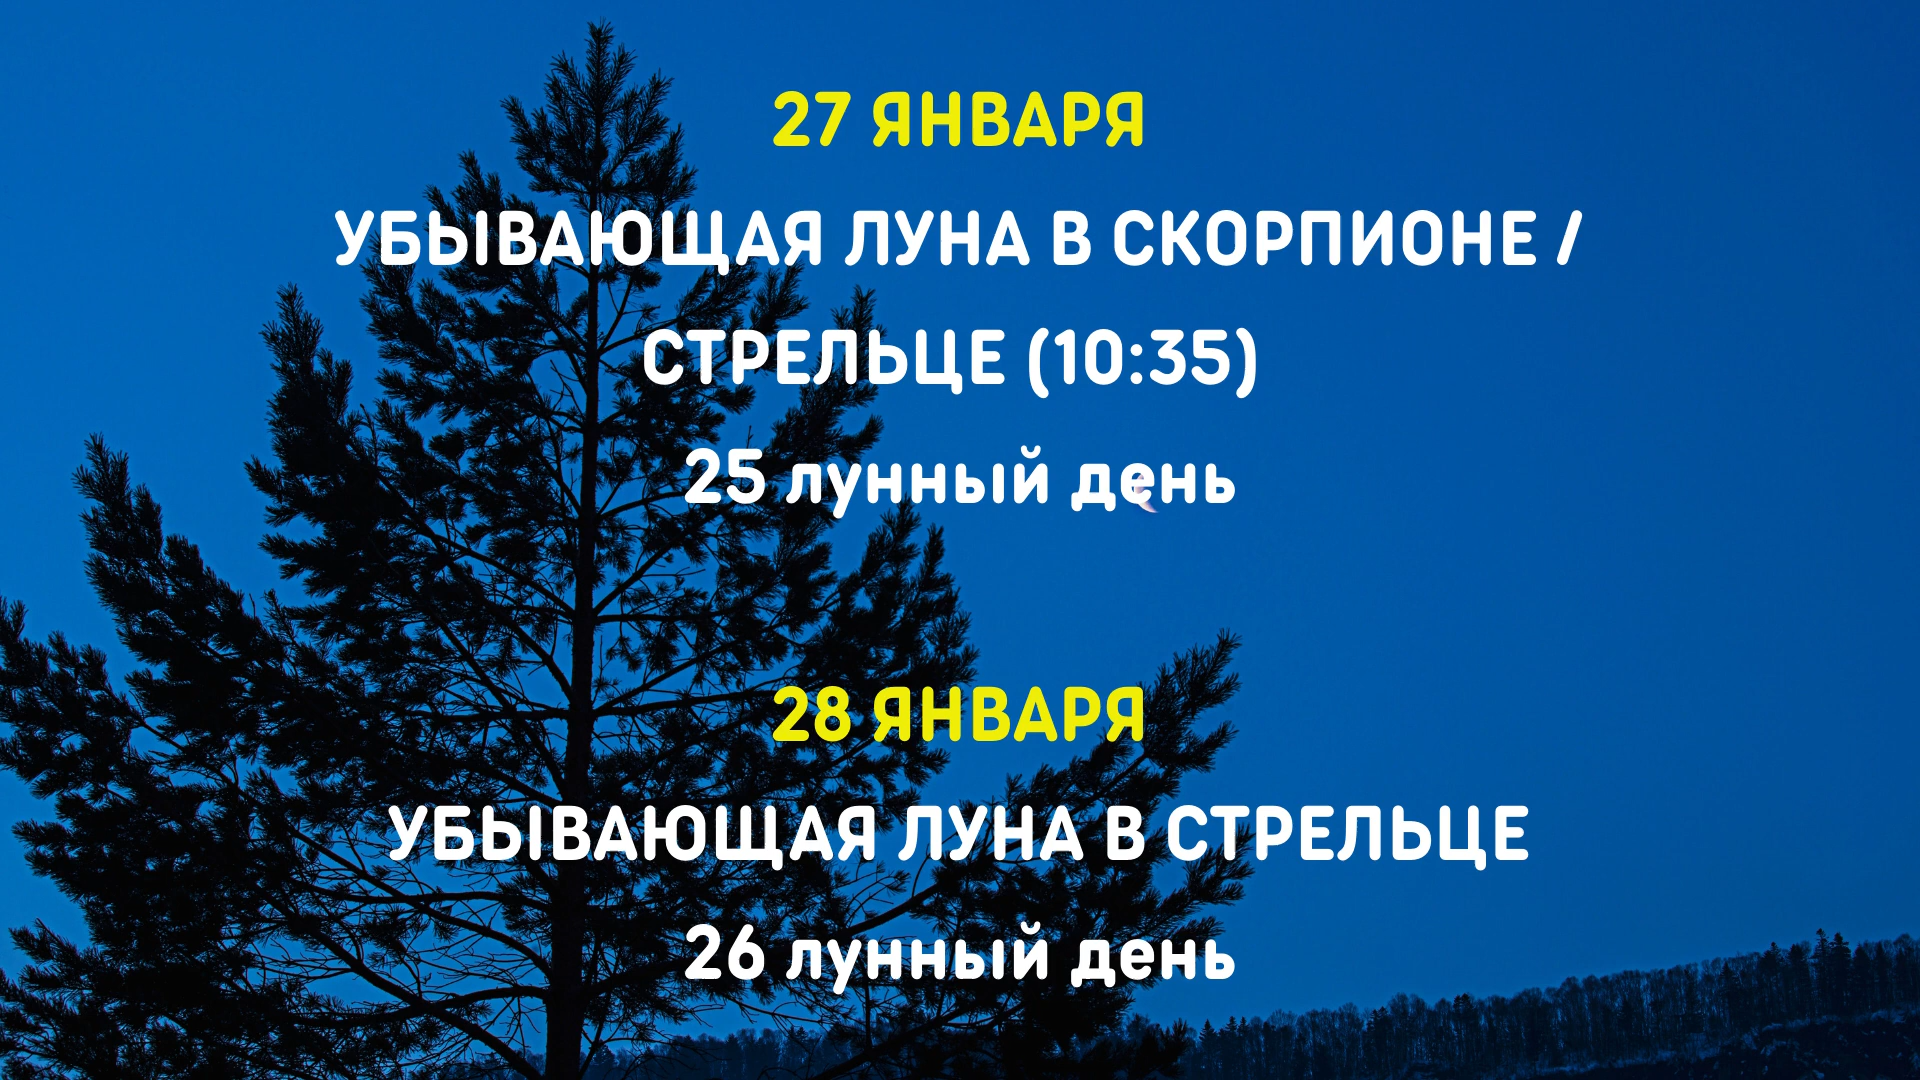 27 ЯНВАРЯ
УБЫВАЮЩАЯ ЛУНА В СКОРПИОНЕ /
СТРЕЛЬЦЕ (10:35)
25 лунный день
28 ЯНВАРЯ
УБЫВАЮЩАЯ ЛУНА В СТРЕЛЬЦЕ
26 лунный день